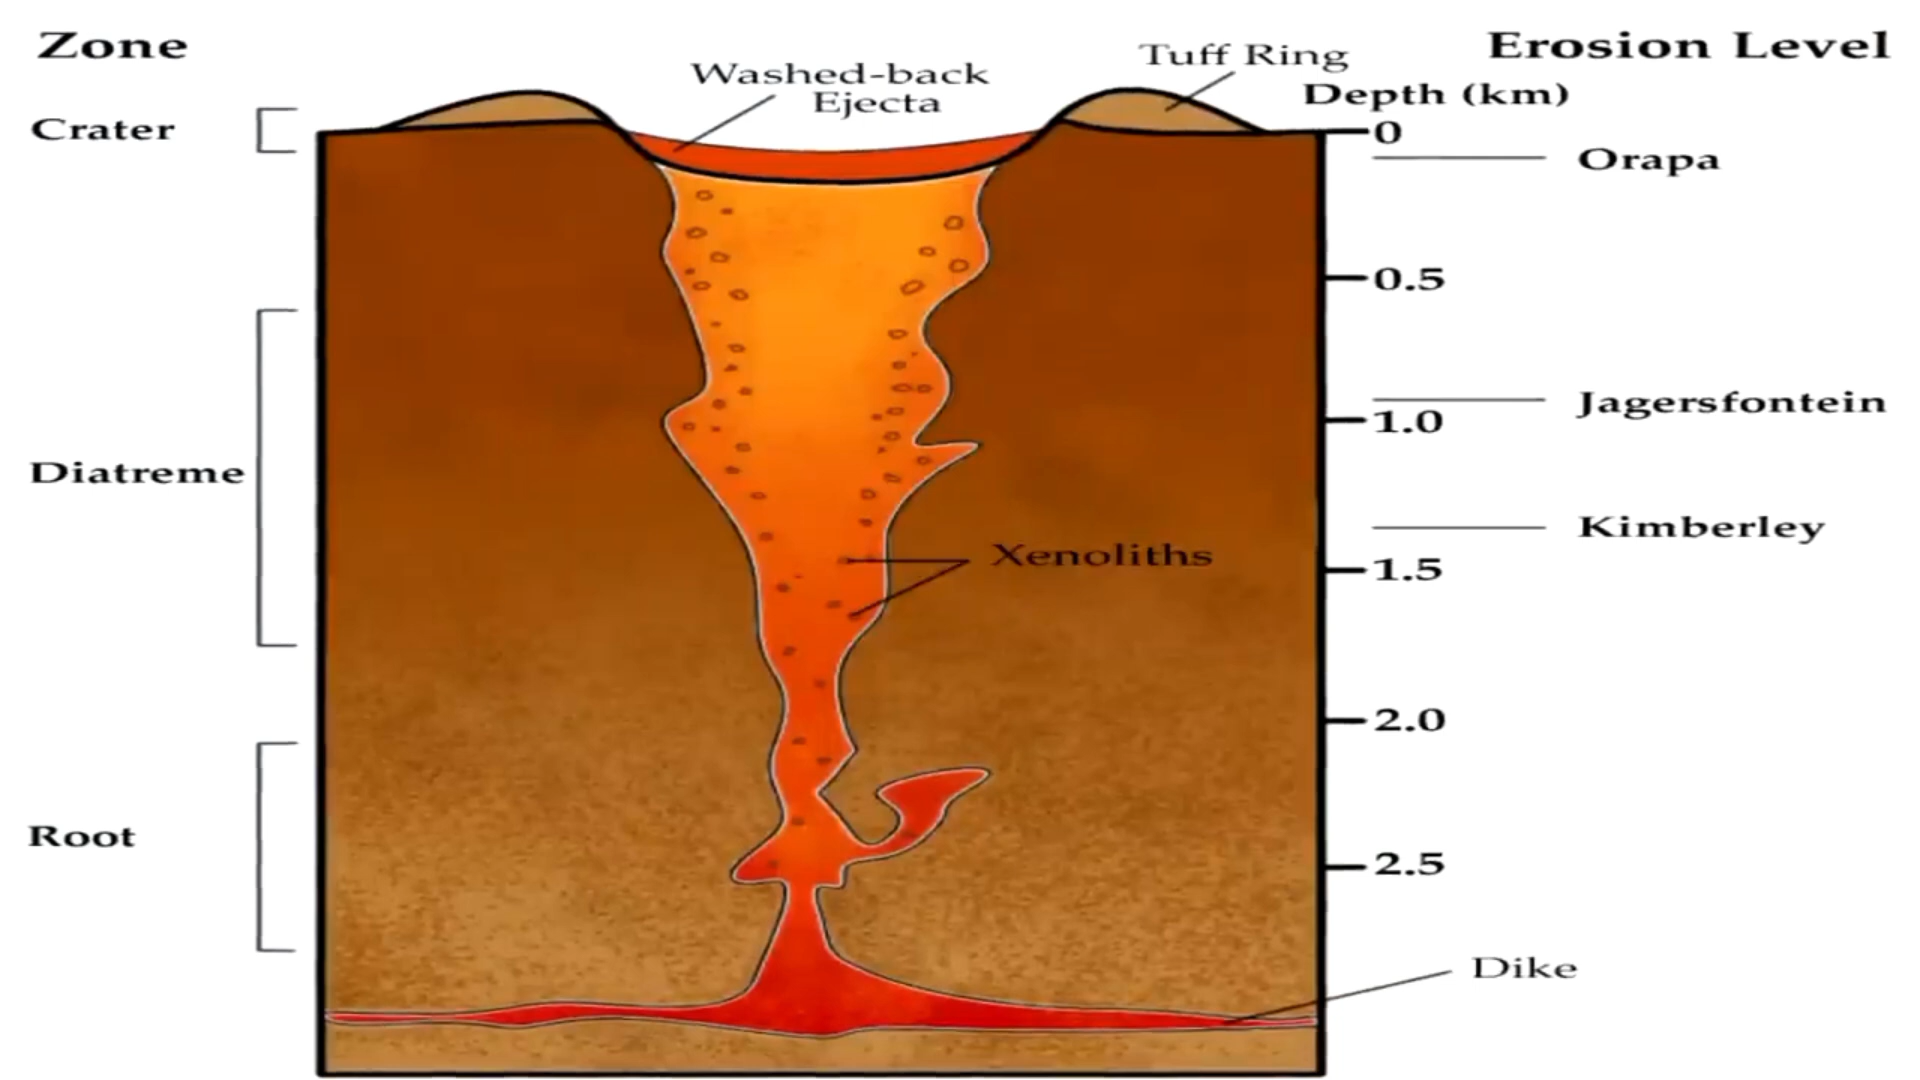 Zone
Erosion Level
Tuff Ring
Washed-back
Ejecta
Depth (km)
Crater
0
Orapa
0.5
Jagersfontein
1.0
Diatreme
Kimberley
Xenoliths
1.5
2.0
Root
2.5
Dike